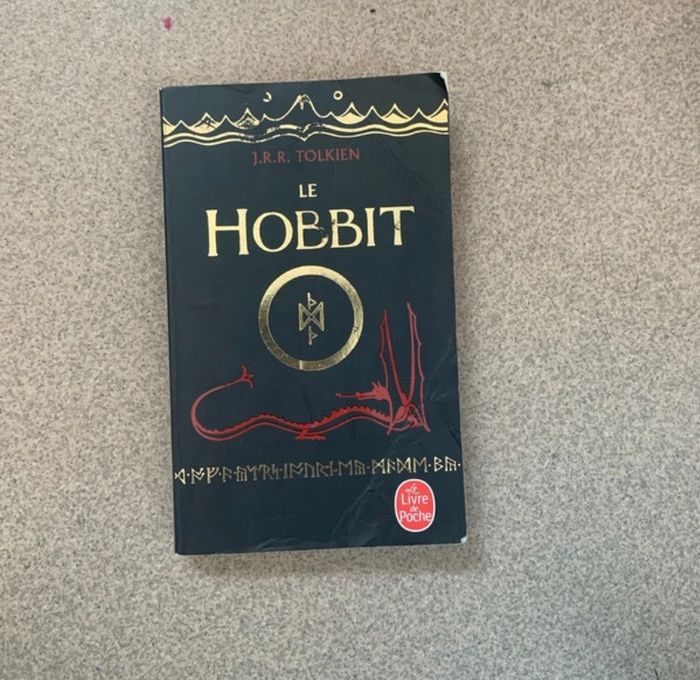 J.R.R. TOLKIEN
LE
HOBBIT
Le
Livre
de
Poche